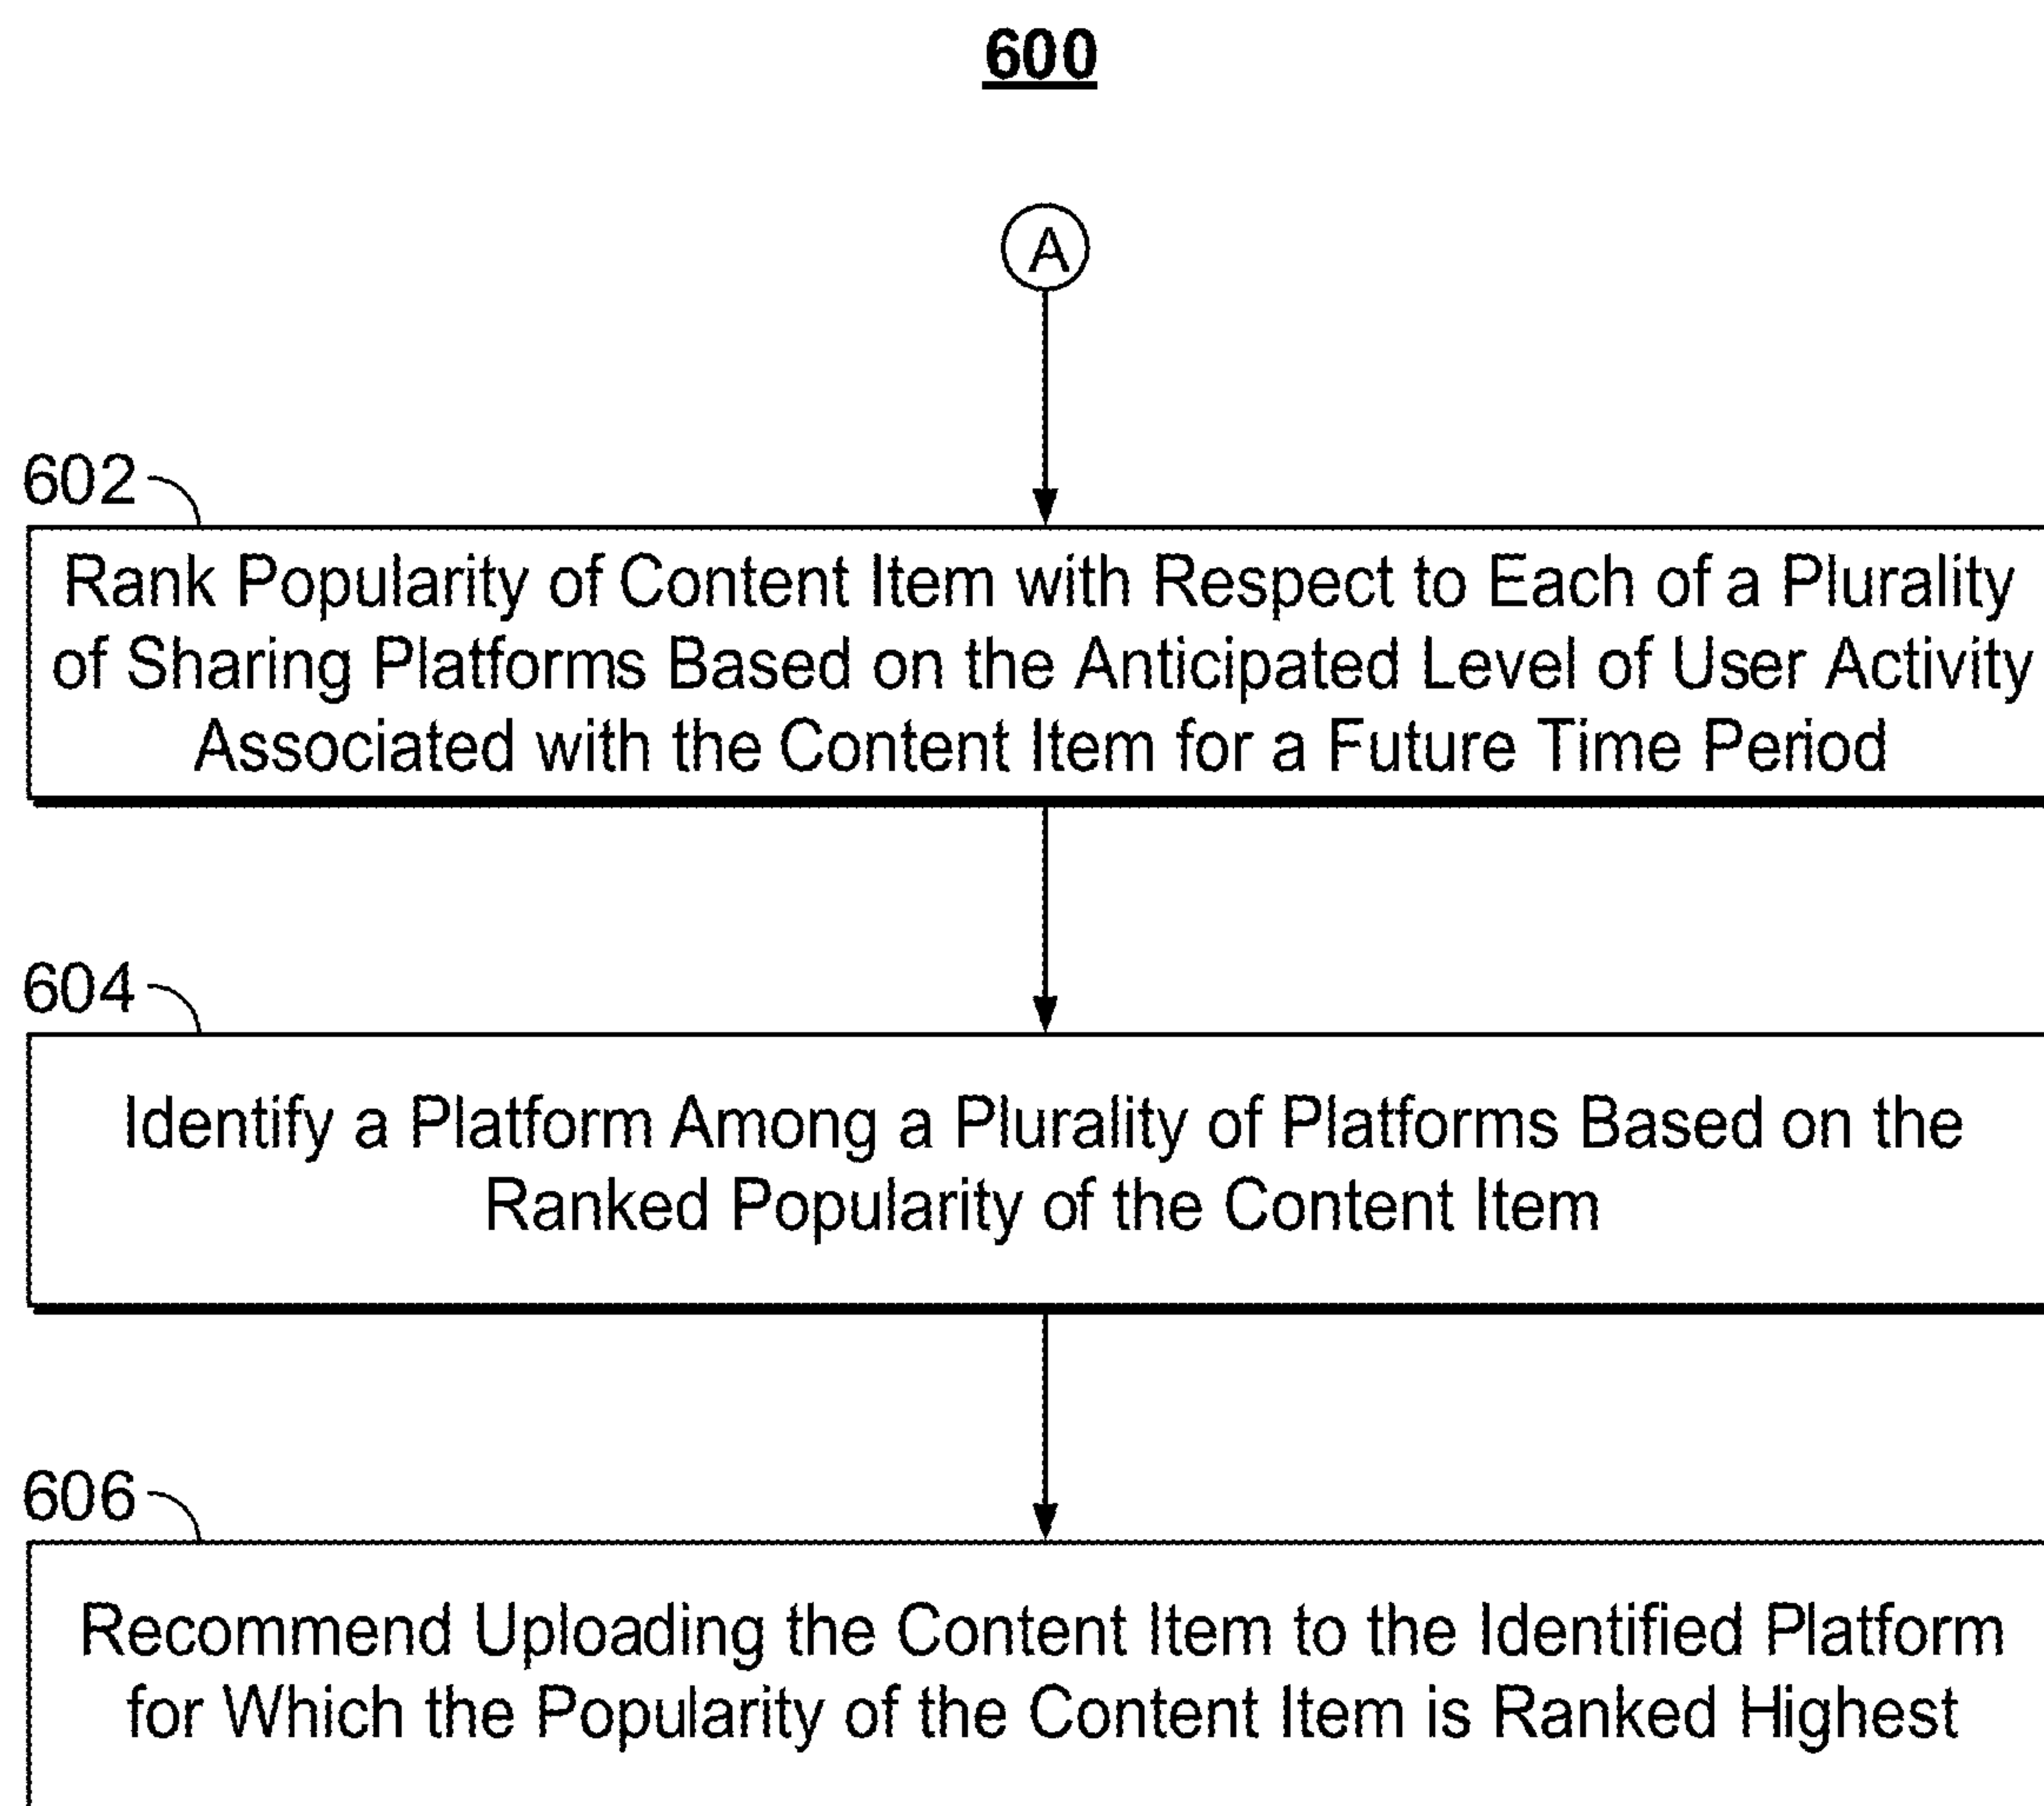 600
A
602
Rank Popularity of Content Item with Respect to Each of a Plurality
of Sharing Platforms Based on the Anticipated Level of User Activity
Associated with the Content Item for a Future Time Period
604
Identify a Platform Among a Plurality of Platforms Based on the
Ranked Popularity of the Content Item
606
Recommend Uploading the Content Item to the Identified Platform
for Which the Popularity of the Content Item is Ranked Highest